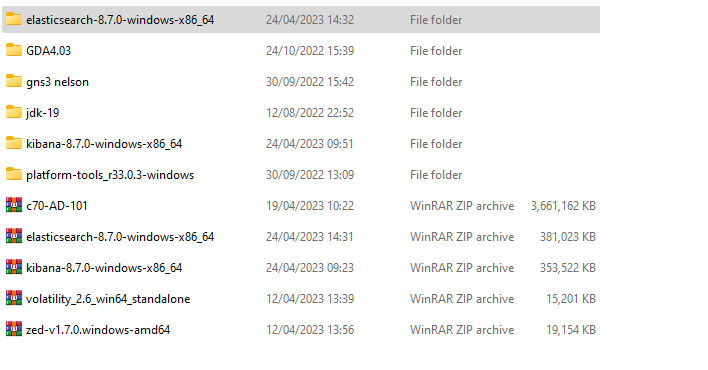 elasticsearch-8.7.0-windows-x86_64 24/04/2023 14:32 File folder
GDA4.03 24/10/2022 15:39 File folder
gns3 nelson 30/09/2022 15:42 File folder
jdk-19 12/08/2022 22:52 File folder
kibana-8.7.0-windows-x86_64 24/04/2023 09:51 File folder
platform-tools_r33.0.3-windows 30/09/2022 13:09 File folder
c70-AD-101 19/04/2023 10:22 WinRAR ZIP archive 3,661,162 KB
elasticsearch-8.7.0-windows-x86_64 24/04/2023 14:31 WinRAR ZIP archive 381,023 KB
kibana-8.7.0-windows-x86_64 24/04/2023 09:23 WinRAR ZIP archive 353,522 KB
volatility_2.6_win64_standalone 12/04/2023 13:39 WinRAR ZIP archive 15,201 KB
zed-v1.7.0.windows-amd64 12/04/2023 13:56 WinRAR ZIP archive 19,154 KB